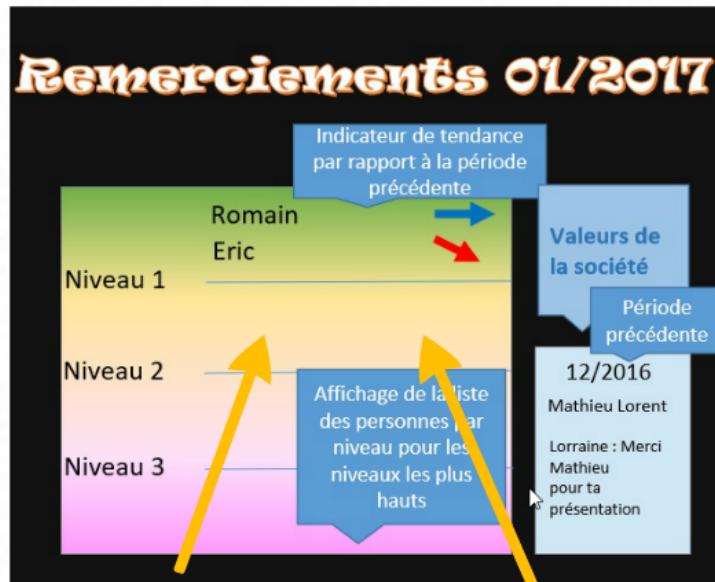 Remerciements 01/2017
Indicateur de tendance
par rapport à la période
précédente
Romain
Eric
Niveau 1
Niveau 2
Niveau 3
Affichage de la liste
des personnes par
niveau pour les
niveaux les plus
hauts
Valeurs de
la société
Période
précédente
12/2016
Mathieu Lorent
Lorraine : Merci
Mathieu
pour ta
présentation